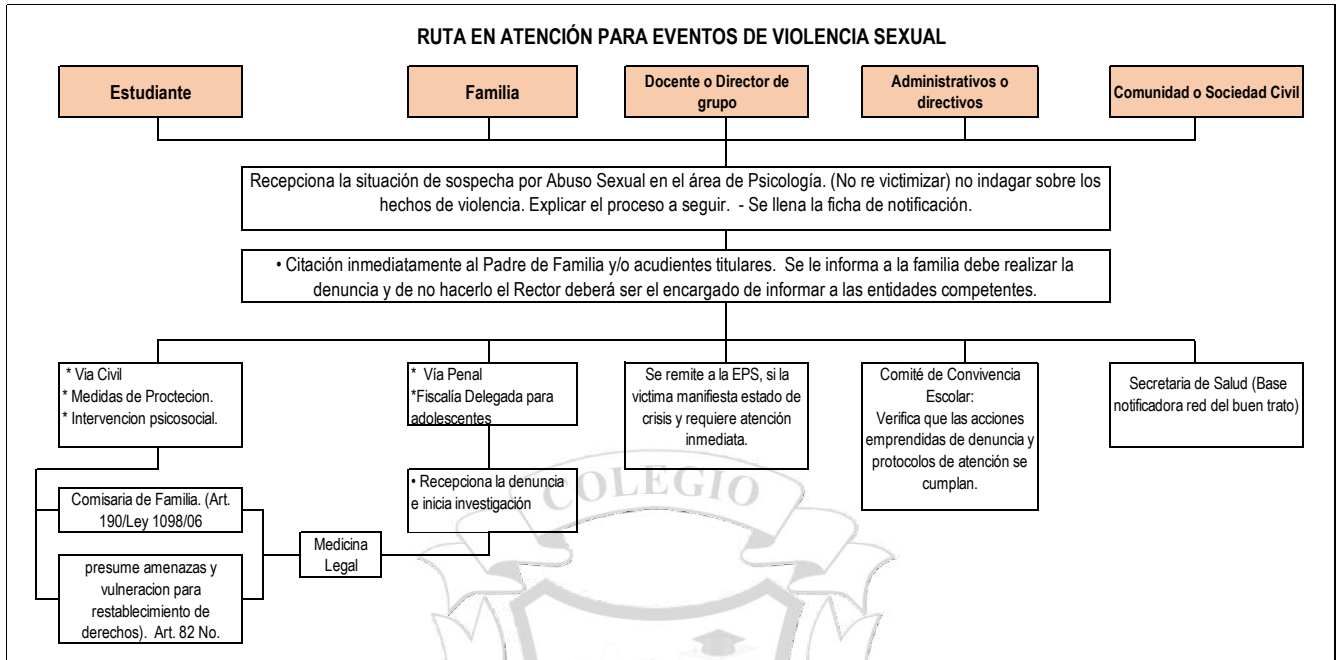 RUTA EN ATENCIÓN PARA EVENTOS DE VIOLENCIA SEXUAL
Estudiante
Familia
Docente o Director de
grupo
Administrativos o
directivos
Comunidad o Sociedad Civil
Recepciona la situación de sospecha por Abuso Sexual en el área de Psicología. (No re victimizar) no indagar sobre los
hechos de violencia. Explicar el proceso a seguir. - Se llena la ficha de notificación.
• Citación inmediatamente al Padre de Familia y/o acudientes titulares. Se le informa a la familia debe realizar la
denuncia y de no hacerlo el Rector deberá ser el encargado de informar a las entidades competentes.
* Via Civil
* Medidas de Proctecion.
* Intervencion psicosocial.
* Vía Penal
*Fiscalía Delegada para
adolescentes
Se remite a la EPS, si la
victima manifiesta estado de
crisis y requiere atención
inmediata.
Comité de Convivencia
Escolar:
Verifica que las acciones
emprendidas de denuncia y
protocolos de atención se
cumplan.
Secretaria de Salud (Base
notificadora red del buen trato)
• Recepciona la denuncia
e inicia investigación
Comisaria de Familia. (Art.
190/Ley 1098/06
Medicina
Legal
presume amenazas y
vulneracion para
restablecimiento de
derechos). Art. 82 No.
COLEGIO